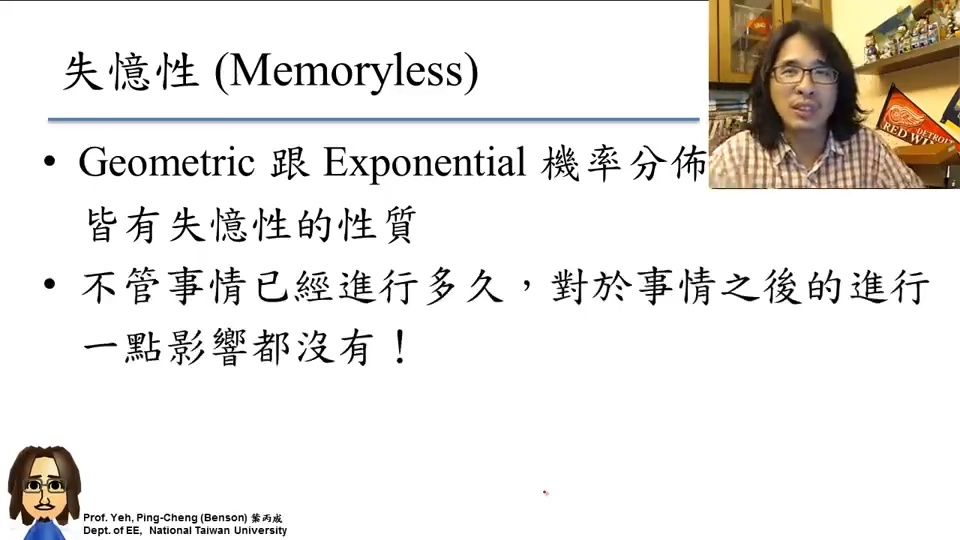 失憶性 (Memoryless)
• Geometric 跟 Exponential 機率分佈
皆有失憶性的性質
• 不管事情已經進行多久，對於事情之後的進行
一點影響都沒有！
DETROIT
RED WIN
Prof. Yeh, Ping-Cheng (Benson) 葉丙成
Dept. of EE, National Taiwan University